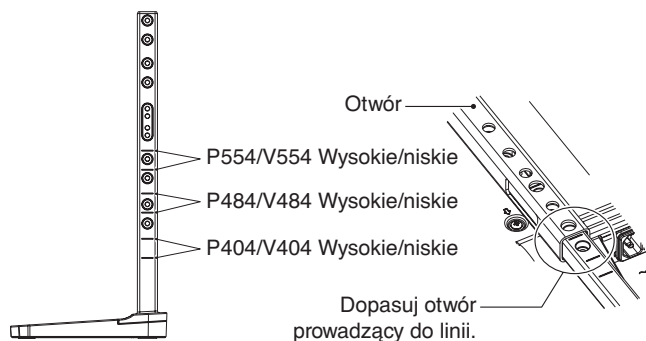 Otwór
P554/V554 Wysokie/niskie
P484/V484 Wysokie/niskie
P404/V404 Wysokie/niskie
Dopasuj otwór
prowadzący do linii.